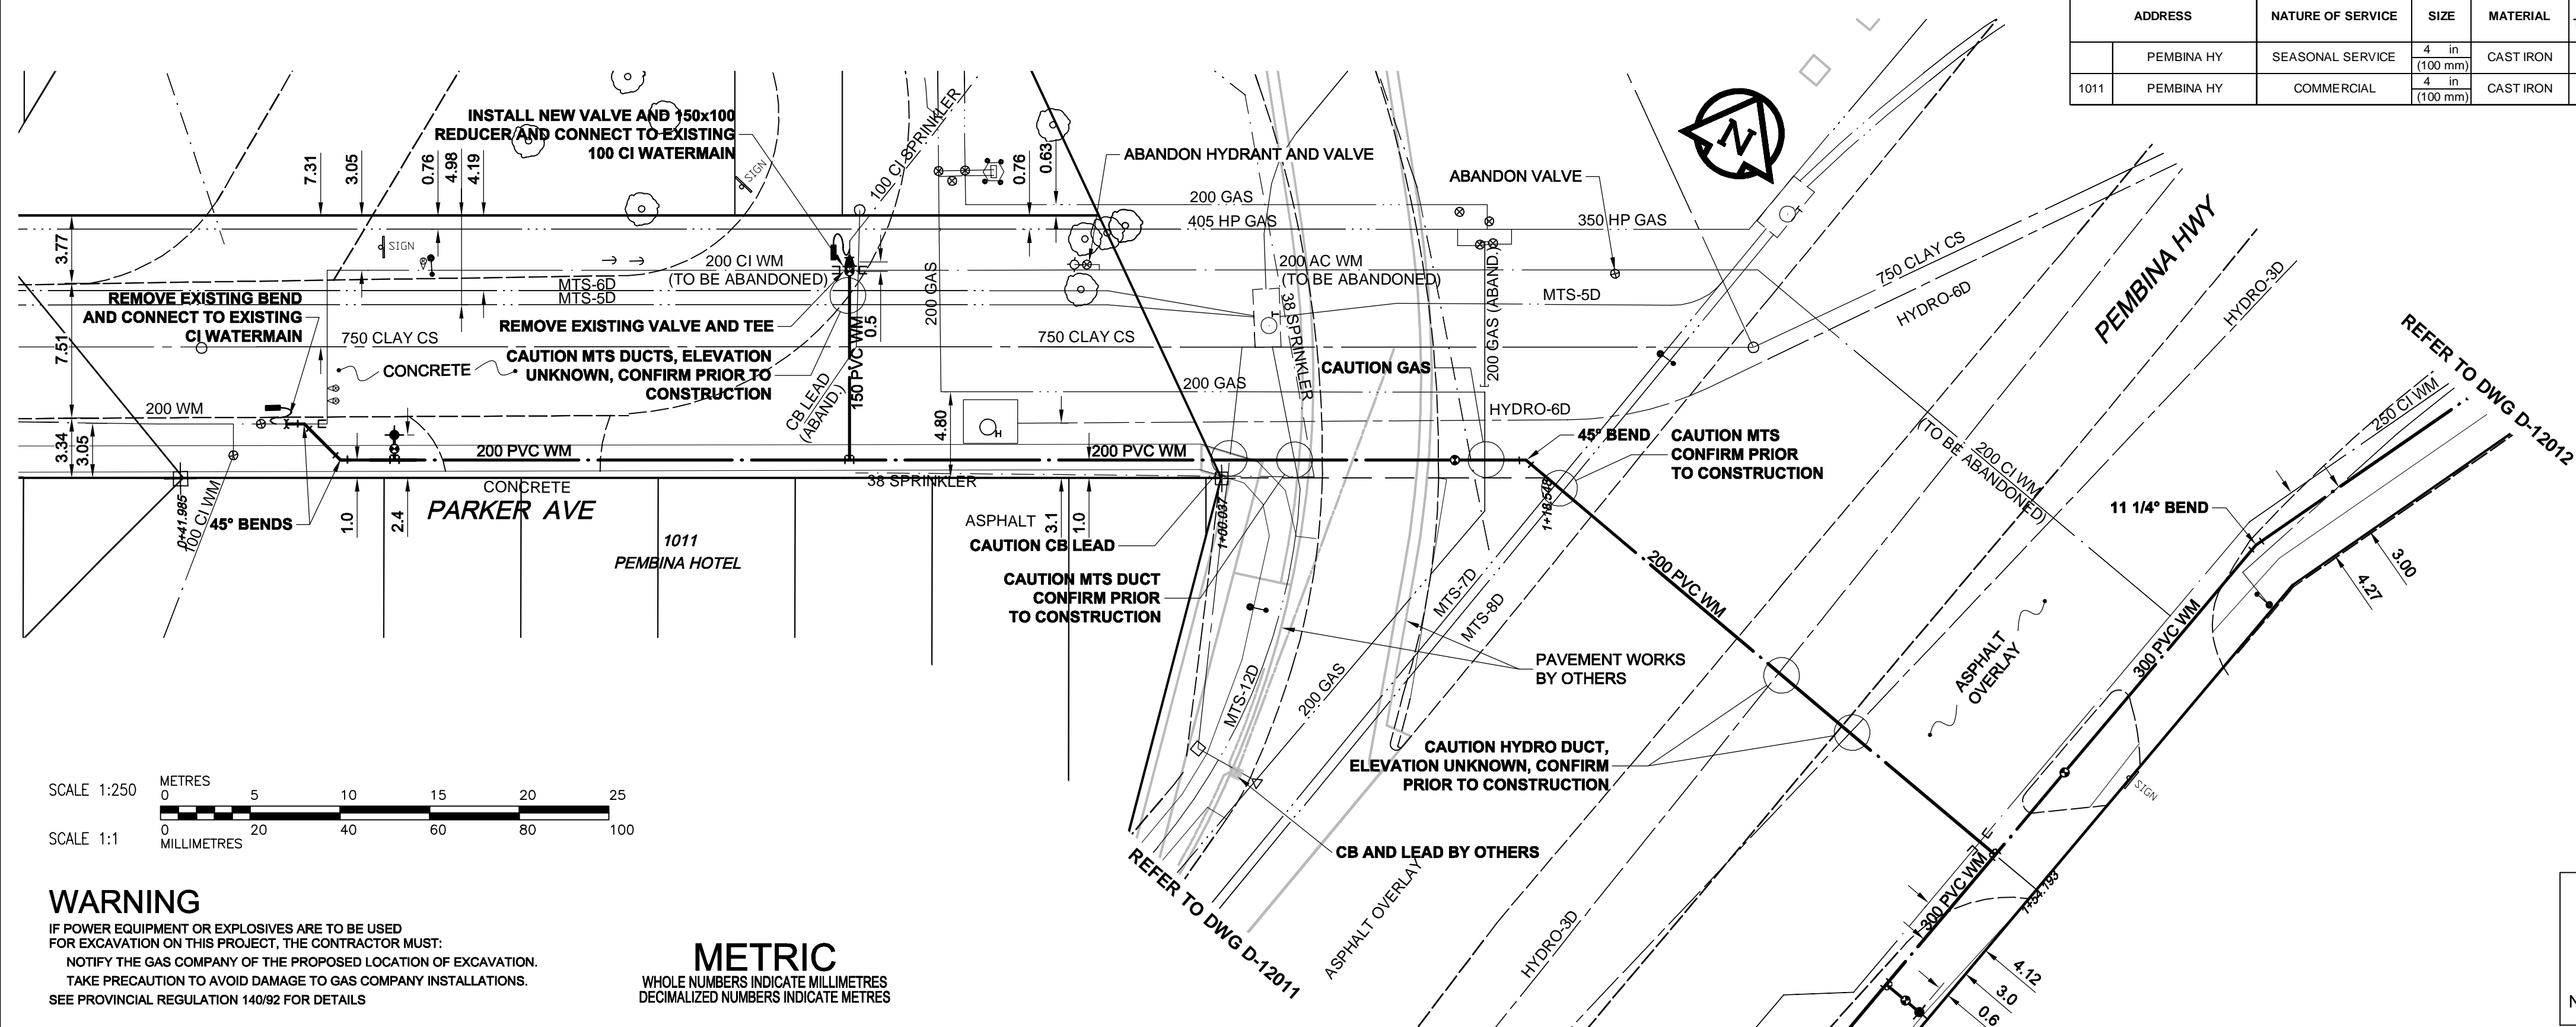 ADDRESS
NATURE OF SERVICE
SIZE
MATERIAL
PEMBINA HY
SEASONAL SERVICE
4 in
(100 mm)
CAST IRON
1011
PEMBINA HY
COMMERCIAL
4 in
(100 mm)
CAST IRON
INSTALL NEW VALVE AND 150x100
REDUCER AND CONNECT TO EXISTING
100 CI WATERMAIN
SIGN
100 CI SPRINKLER
7.31
3.05
0.76
4.98
4.19
0.76
0.63
ABANDON HYDRANT AND VALVE
ABANDON VALVE
N
200 GAS
405 HP GAS
350 HP GAS
3.77
SIGN
200 CI WM
(TO BE ABANDONED)
200 AC WM
(TO BE ABANDONED)
MTS-6D
MTS-5D
MTS-5D
200 GAS
200 GAS (ABAND.)
38 SPRINKLER
750 CLAY CS
HYDRO-6D
PEMBINA HWY
HYDRO-3D
REMOVE EXISTING BEND
AND CONNECT TO EXISTING
CI WATERMAIN
REMOVE EXISTING VALVE AND TEE
0.5
150 PVC WM
7.51
750 CLAY CS
750 CLAY CS
CAUTION MTS DUCTS, ELEVATION
UNKNOWN, CONFIRM PRIOR TO
CONSTRUCTION
CONCRETE
CB LEAD
(ABAND.)
CAUTION GAS
200 GAS
HYDRO-6D
200 WM
3.34
3.05
4.80
200 PVC WM
200 PVC WM
45° BEND
CAUTION MTS
CONFIRM PRIOR
TO CONSTRUCTION
REFER TO DWG D-12012
250 CI WM
200 CI WM
(TO BE ABANDONED)
11 1/4° BEND
3.00
4.27
0+41.985
100 CI WM
45° BENDS
1.0
2.4
CONCRETE
PARKER AVE
38 SPRINKLER
1011
PEMBINA HOTEL
ASPHALT
3.1
1.0
CAUTION CB LEAD
1+00.037
1+18.548
CAUTION MTS DUCT
CONFIRM PRIOR
TO CONSTRUCTION
200 PVC WM
MTS-7D
MTS-8D
MTS-12D
200 GAS
PAVEMENT WORKS
BY OTHERS
ASPHALT
OVERLAY
300 PVC WM
CAUTION HYDRO DUCT,
ELEVATION UNKNOWN, CONFIRM
PRIOR TO CONSTRUCTION
SIGN
CB AND LEAD BY OTHERS
REFER TO DWG D-12011
ASPHALT OVERLAY
HYDRO-3D
300 PVC WM
1+54.793
4.12
3.0
0.6
SCALE 1:250
METRES
0 5 10 15 20 25
SCALE 1:1
0 20 40 60 80 100
MILLIMETRES
WARNING
IF POWER EQUIPMENT OR EXPLOSIVES ARE TO BE USED
FOR EXCAVATION ON THIS PROJECT, THE CONTRACTOR MUST:
NOTIFY THE GAS COMPANY OF THE PROPOSED LOCATION OF EXCAVATION.
TAKE PRECAUTION TO AVOID DAMAGE TO GAS COMPANY INSTALLATIONS.
SEE PROVINCIAL REGULATION 140/92 FOR DETAILS
METRIC
WHOLE NUMBERS INDICATE MILLIMETRES
DECIMALIZED NUMBERS INDICATE METRES